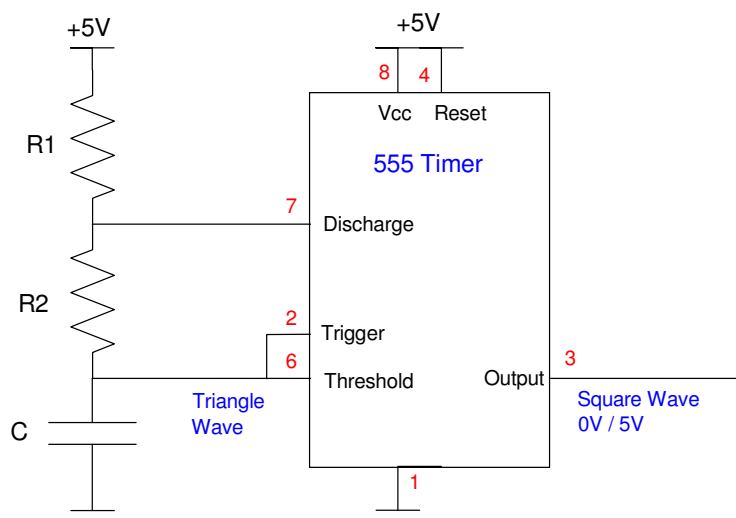 +5V
+5V
8
4
Vcc
Reset
R1
555 Timer
7
Discharge
R2
2
Trigger
6
3
Threshold
Output
Triangle
Wave
Square Wave
0V / 5V
C
1